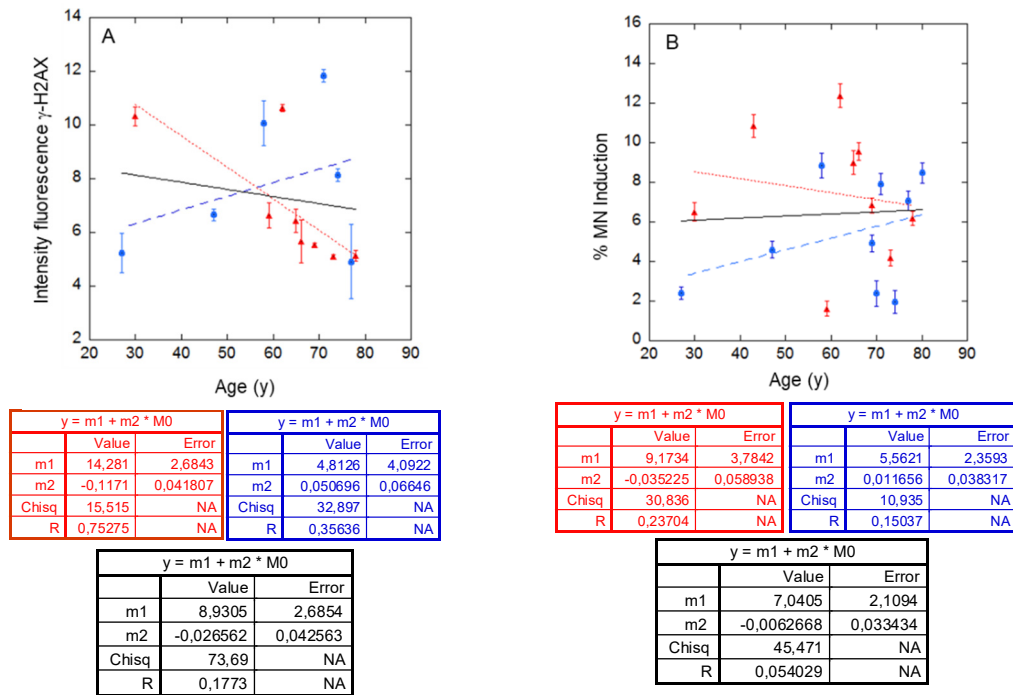 A
Intensity fluorescence γ-H2AX
14
12
10
8
6
4
2
20 30 40 50 60 70 80 90
Age (y)
B
% MN Induction
16
14
12
10
8
6
4
2
0
20 30 40 50 60 70 80 90
Age (y)
y = m1 + m2 * M0
Value Error
m1 14,281 2,6843
m2 -0,1171 0,041807
Chisq 15,515 NA
R 0,75275 NA
y = m1 + m2 * M0
Value Error
m1 4,8126 4,0922
m2 0,050696 0,06646
Chisq 32,897 NA
R 0,35636 NA
y = m1 + m2 * M0
Value Error
m1 8,9305 2,6854
m2 -0,026562 0,042563
Chisq 73,69 NA
R 0,1773 NA
y = m1 + m2 * M0
Value Error
m1 9,1734 3,7842
m2 -0,035225 0,058938
Chisq 30,836 NA
R 0,23704 NA
y = m1 + m2 * M0
Value Error
m1 5,5621 2,3593
m2 0,011656 0,038317
Chisq 10,935 NA
R 0,15037 NA
y = m1 + m2 * M0
Value Error
m1 7,0405 2,1094
m2 -0,0062668 0,033434
Chisq 45,471 NA
R 0,054029 NA